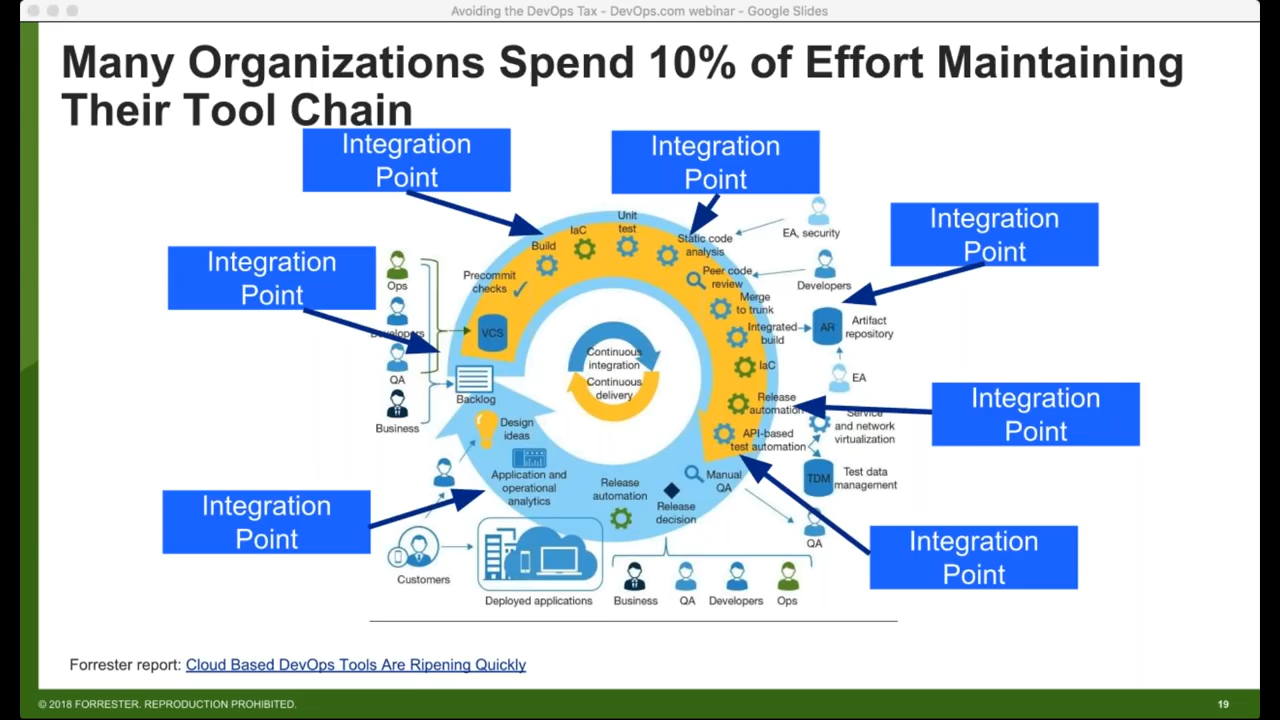 Avoiding the DevOps Tax - DevOps.com webinar - Google Slides
Many Organizations Spend 10% of Effort Maintaining
Their Tool Chain
Integration
Point
Integration
Point
Integration
Point
Integration
Point
Integration
Point
Integration
Point
Integration
Point
Ops
Developers
QA
Business
Precommit
checks
VCS
Backlog
Build
IaC
Unit
test
Static code
analysis
Peer code
review
Merge
to trunk
Integrated
build
IaC
Release
automation
API-based
test automation
Manual
QA
Release
decision
Release
automation
Application and
operational
analytics
Design
ideas
Continuous
integration
Continuous
delivery
EA, security
Developers
AR
Artifact
repository
EA
Service
and network
virtualization
TDM
Test data
management
QA
Customers
Deployed applications
Business
QA
Developers
Ops
Forrester report: Cloud Based DevOps Tools Are Ripening Quickly
© 2018 FORRESTER. REPRODUCTION PROHIBITED.
19